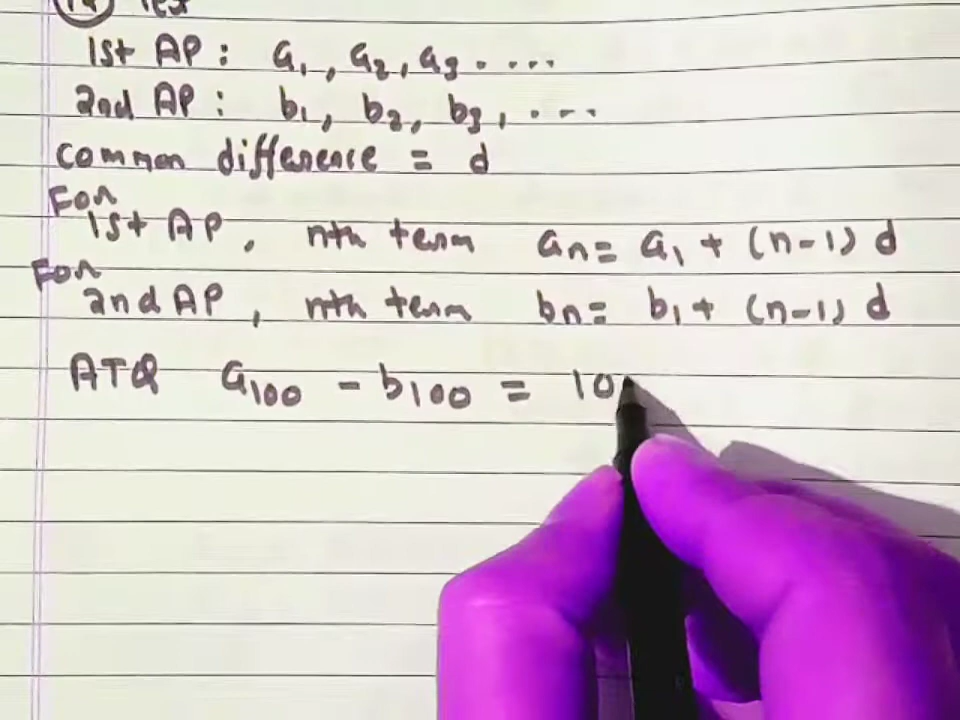 1st AP : a₁, a₂, a₃ . ....
2nd AP : b₁, b₂, b₃, . ...
common difference = d
For
1st AP , nth term aₙ = a₁ + (n-1) d
For
2nd AP , nth term bₙ = b₁ + (n-1) d
ATQ a₁₀₀ - b₁₀₀ = 10